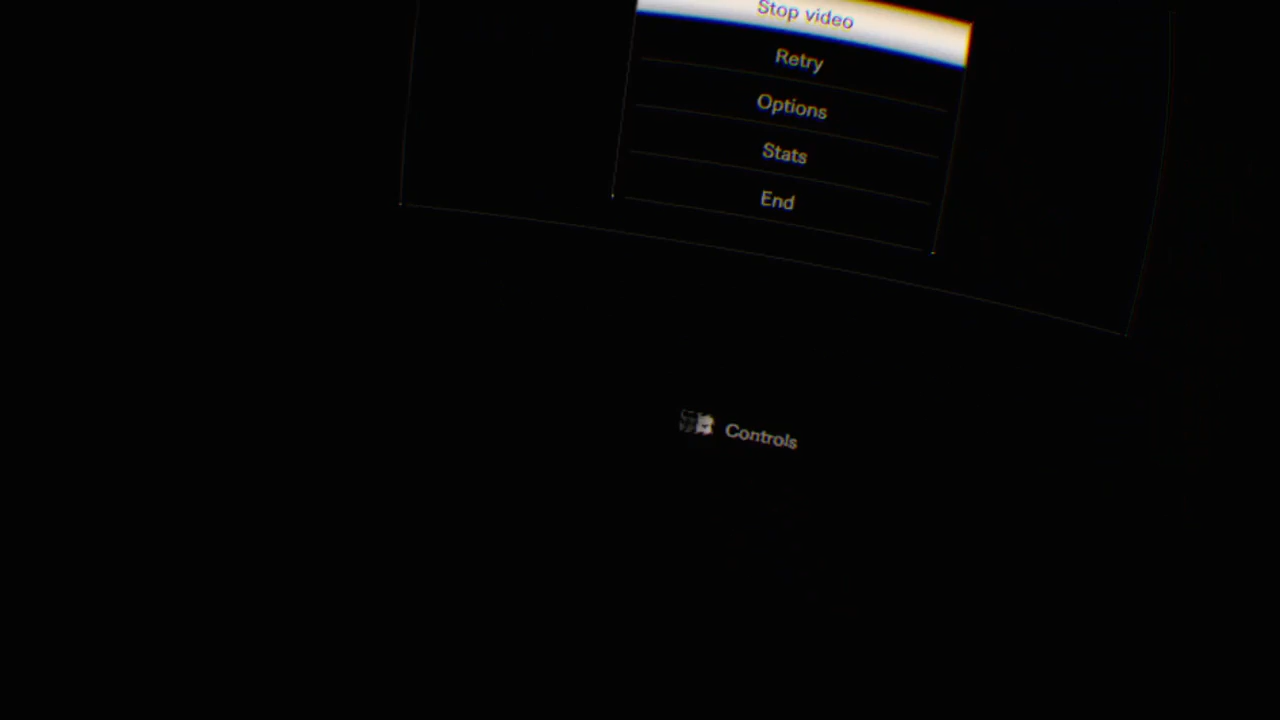 Stop video
Retry
Options
Stats
End
Controls